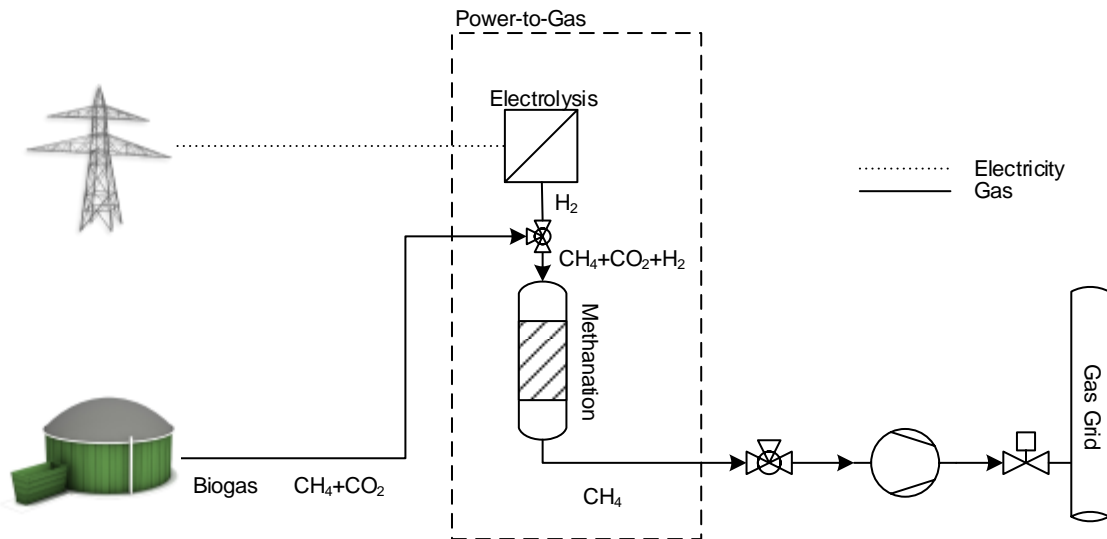 Power-to-Gas
Electrolysis
Electricity
Gas
H₂
CH₄+CO₂+H₂
Methanation
Gas Grid
Biogas
CH₄+CO₂
CH₄